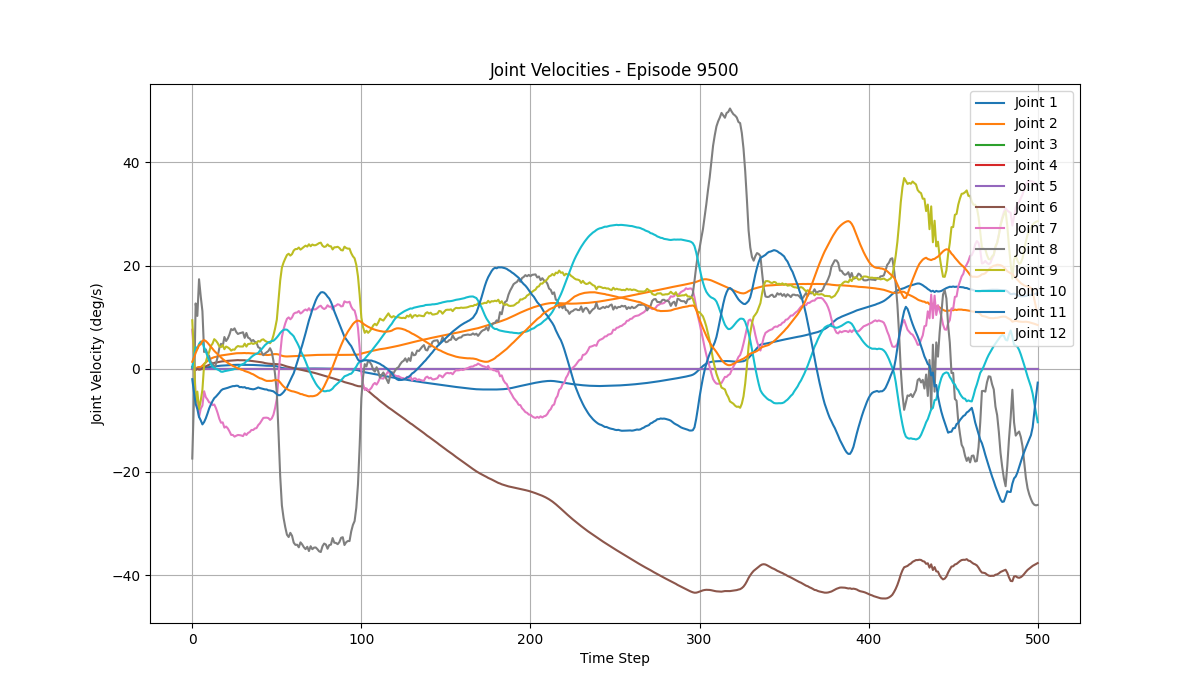 Joint Velocities - Episode 9500
Joint Velocity (deg/s)
40
20
0
−20
−40
0 100 200 300 400 500
Time Step
Joint 1
Joint 2
Joint 3
Joint 4
Joint 5
Joint 6
Joint 7
Joint 8
Joint 9
Joint 10
Joint 11
Joint 12